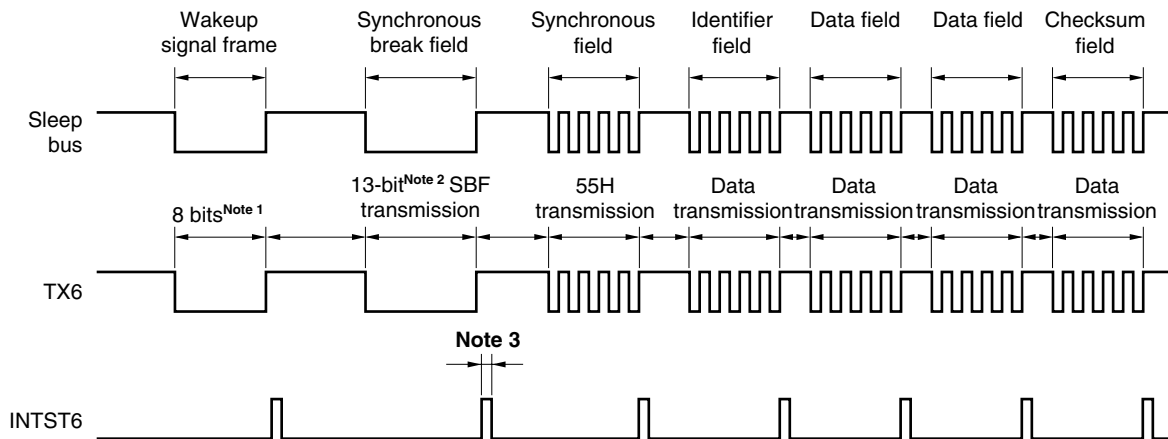 Wakeup
signal frame
Synchronous
break field
Synchronous
field
Identifier
field
Data field
Data field
Checksum
field
Sleep
bus
8 bitsNote 1
13-bitNote 2 SBF
transmission
55H
transmission
Data
transmission
Data
transmission
Data
transmission
Data
transmission
TX6
Note 3
INTST6